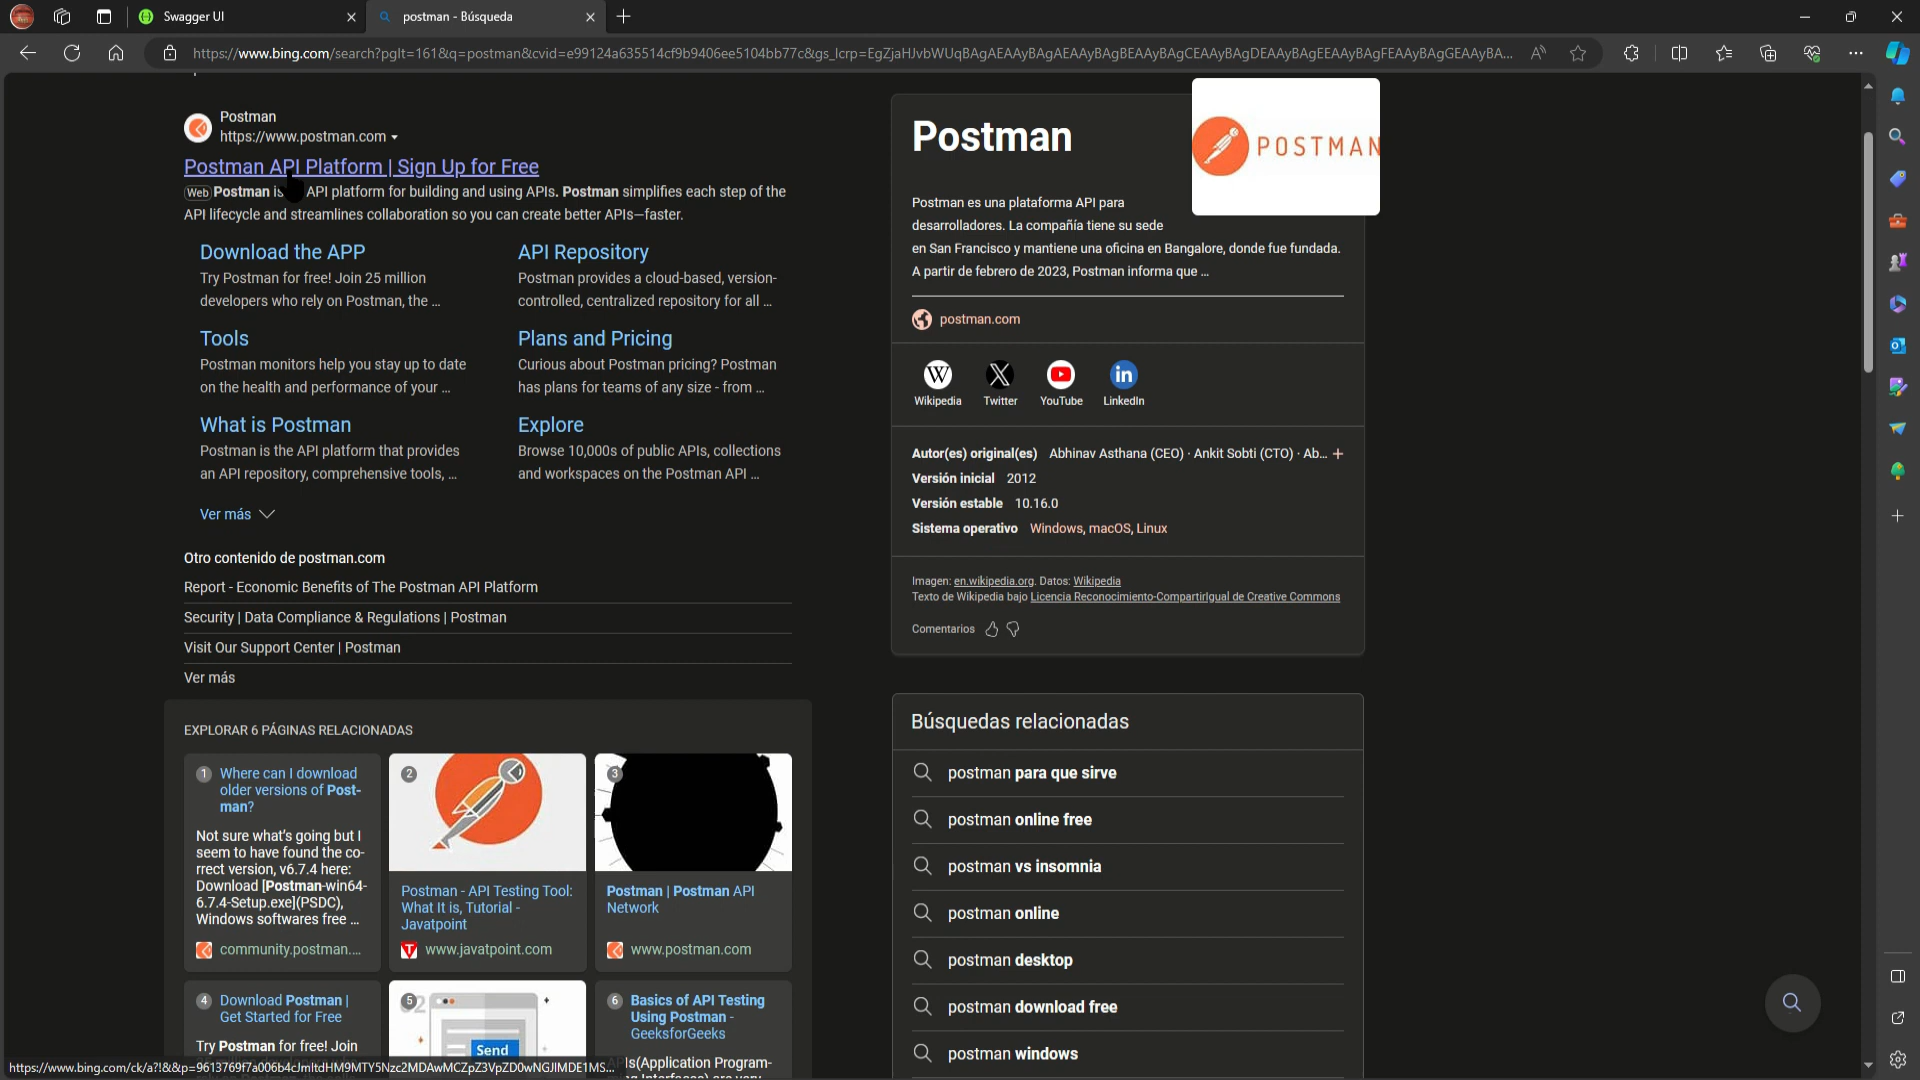 Swagger UI
postman - Búsqueda
https://www.bing.com/search?pglt=161&q=postman&cvid=e99124a635514cf9b9406ee5104bb77c&gs_lcrp=EgZjaHJvbWUqBAgAEAAyBAgAEAAyBAgBEAAyBAgCEAAyBAgDEAAyBAgEEAAyBAgFEAAyBAgGEAAyBA...
Postman
https://www.postman.com
Postman API Platform | Sign Up for Free
Web Postman is API platform for building and using APIs. Postman simplifies each step of the
API lifecycle and streamlines collaboration so you can create better APIs—faster.
Download the APP
Try Postman for free! Join 25 million
developers who rely on Postman, the ...
API Repository
Postman provides a cloud-based, version-
controlled, centralized repository for all ...
Tools
Postman monitors help you stay up to date
on the health and performance of your ...
Plans and Pricing
Curious about Postman pricing? Postman
has plans for teams of any size - from ...
What is Postman
Postman is the API platform that provides
an API repository, comprehensive tools, ...
Explore
Browse 10,000s of public APIs, collections
and workspaces on the Postman API ...
Ver más
Otro contenido de postman.com
Report - Economic Benefits of The Postman API Platform
Security | Data Compliance & Regulations | Postman
Visit Our Support Center | Postman
Ver más
EXPLORAR 6 PÁGINAS RELACIONADAS
1 Where can I download
older versions of Post-
man?
Not sure what's going but I
seem to have found the co-
rrect version, v6.7.4 here:
Download [Postman-win64-
6.7.4-Setup.exe](PSDC),
Windows softwares free ...
community.postman....
2
Postman - API Testing Tool:
What It is, Tutorial -
Javatpoint
www.javatpoint.com
3
Postman | Postman API
Network
www.postman.com
4 Download Postman |
Get Started for Free
Try Postman for free! Join
5
Send
6 Basics of API Testing
Using Postman -
GeeksforGeeks
Is(Application Program-
Postman
POSTMAN
Postman es una plataforma API para
desarrolladores. La compañía tiene su sede
en San Francisco y mantiene una oficina en Bangalore, donde fue fundada.
A partir de febrero de 2023, Postman informa que ...
postman.com
Wikipedia
Twitter
YouTube
LinkedIn
Autor(es) original(es) Abhinav Asthana (CEO) · Ankit Sobti (CTO) · Ab... +
Versión inicial 2012
Versión estable 10.16.0
Sistema operativo Windows, macOS, Linux
Imagen: en.wikipedia.org. Datos: Wikipedia
Texto de Wikipedia bajo Licencia Reconocimiento-CompartirIgual de Creative Commons
Comentarios
Búsquedas relacionadas
postman para que sirve
postman online free
postman vs insomnia
postman online
postman desktop
postman download free
postman windows